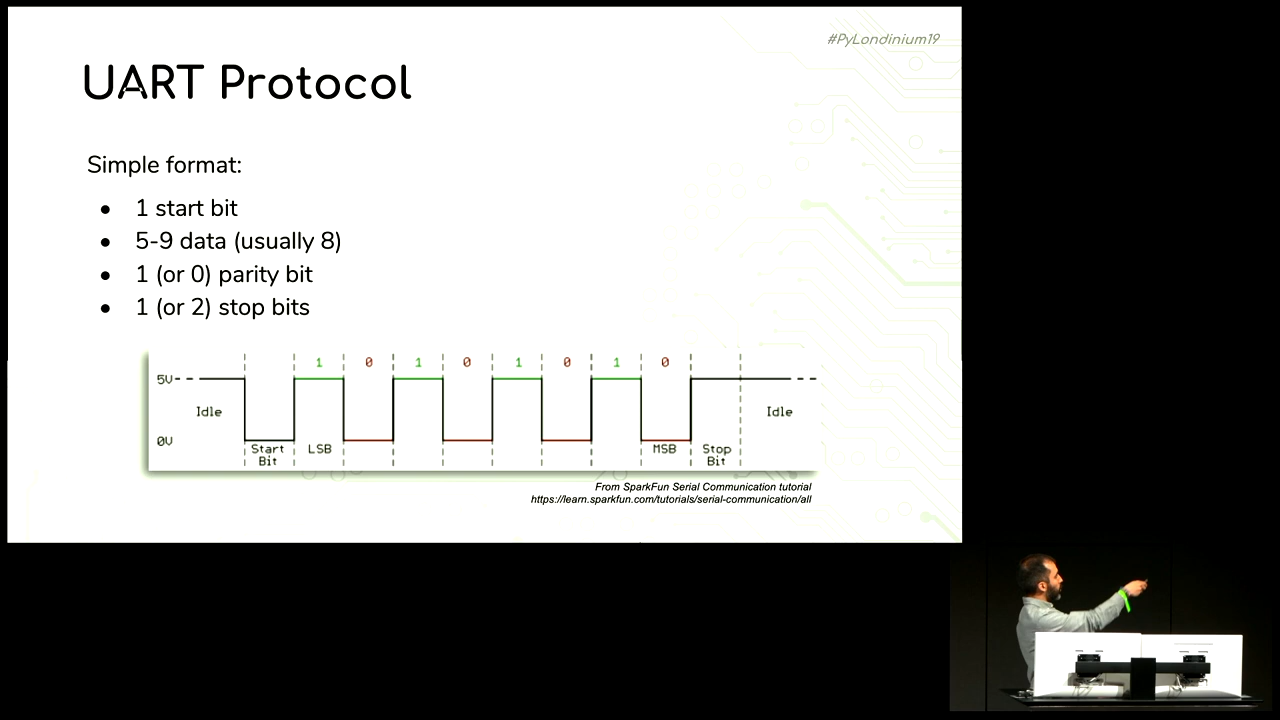 #PyLondinium19
UART Protocol
Simple format:
● 1 start bit
● 5-9 data (usually 8)
● 1 (or 0) parity bit
● 1 (or 2) stop bits
1 0 1 0 1 0 1 0
5V
Idle Idle
0V
Start LSB MSB Stop
Bit Bit
From SparkFun Serial Communication tutorial
https://learn.sparkfun.com/tutorials/serial-communication/all